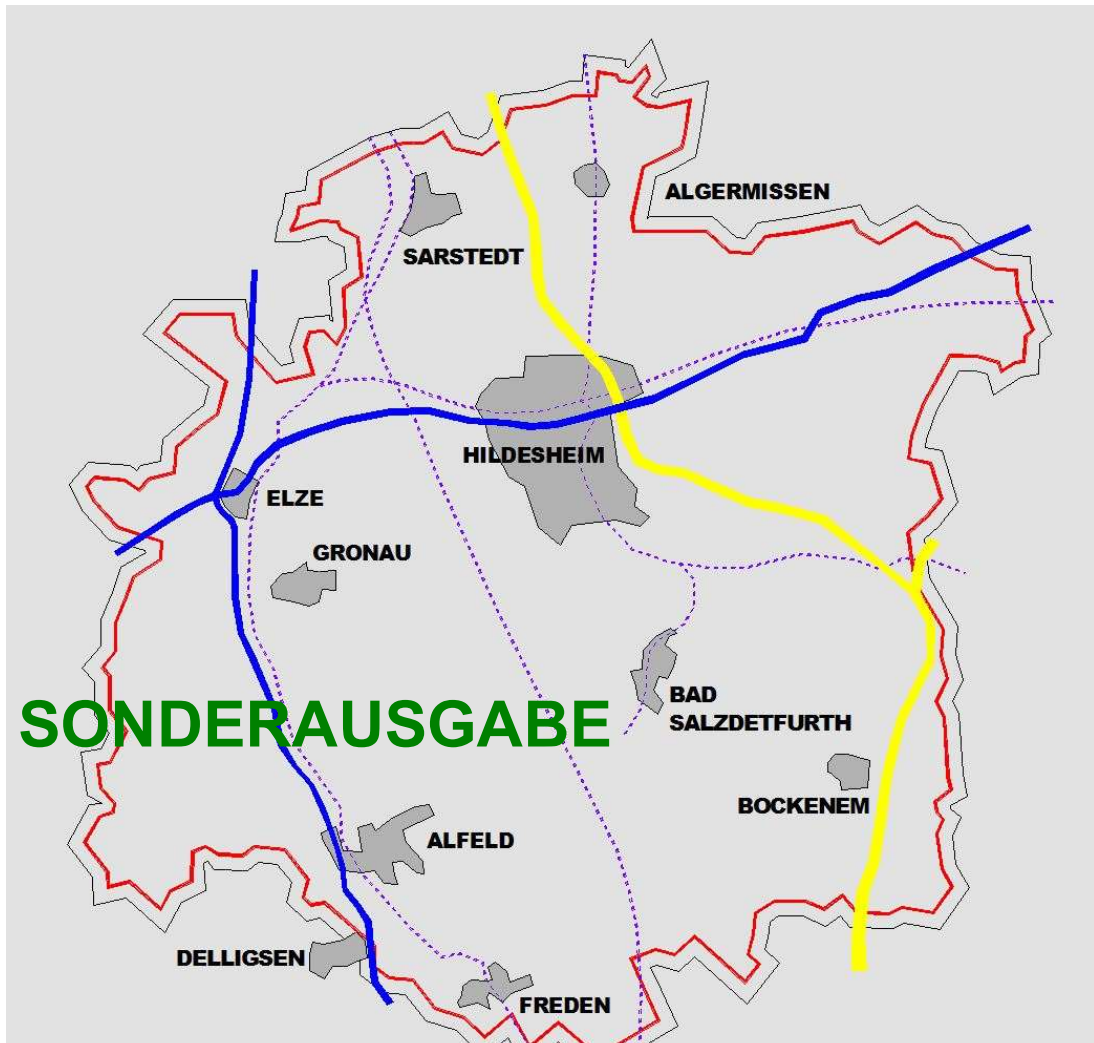 ALGERMISSEN
SARSTEDT
HILDESHEIM
ELZE
GRONAU
BAD
SALZDETFURTH
SONDERAUSGABE
BOCKENEM
ALFELD
DELLIGSEN
FREDEN